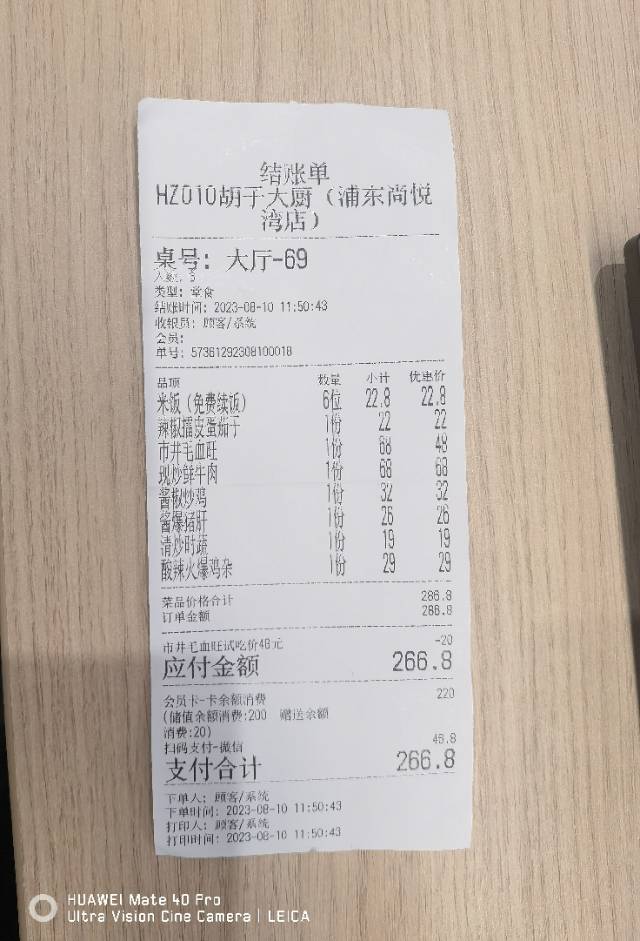 结账单
HZ010胡子大厨（浦东尚悦
湾店）
桌号：大厅-69
人数：6
类型：堂食
结账时间：2023-08-10 11:50:43
收银员：顾客/系统
会员：
单号：57361292308100018
品项 数量 小计 优惠价
米饭（免费续饭） 6位 22.8 22.8
辣椒擂皮蛋茄子 1份 22 22
市井毛血旺 1份 68 48
现炒鲜牛肉 1份 68 68
酱椒炒鸡 1份 32 32
酱爆猪肝 1份 26 26
清炒时蔬 1份 19 19
酸辣火爆鸡杂 1份 29 29
菜品价格合计 286.8
订单金额 286.8
市井毛血旺试吃价48元 -20
应付金额 266.8
会员卡-卡余额消费 220
(储值余额消费:200 赠送余额
消费:20)
扫码支付-微信 46.8
支付合计 266.8
下单人：顾客/系统
下单时间：2023-08-10 11:50:43
打印人：顾客/系统
打印时间：2023-08-10 11:50:43
HUAWEI Mate 40 Pro
Ultra Vision Cine Camera | LEICA